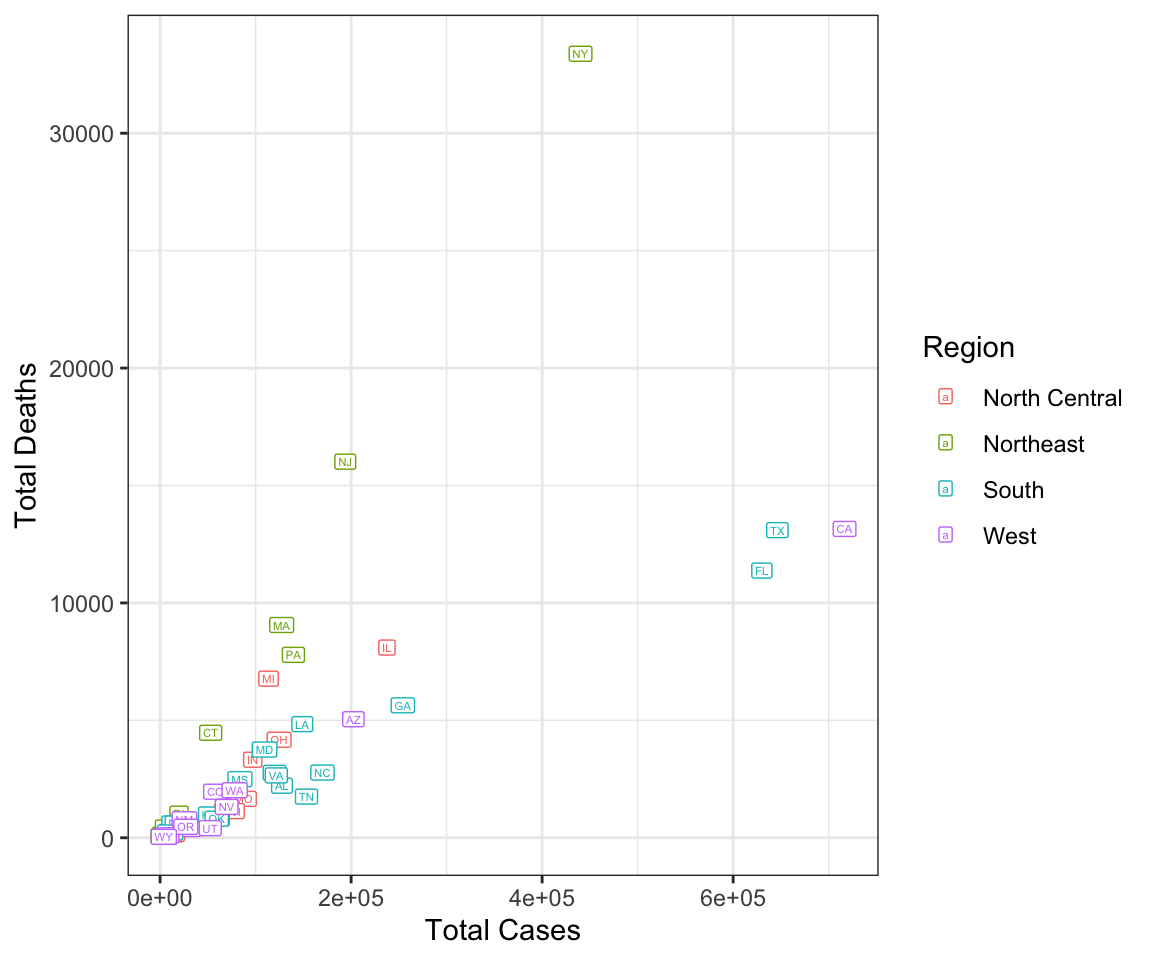 NY
30000
20000
10000
0
Total Deaths
NJ
TX
CA
FL
MA
PA
IL
MI
GA
AZ
LA
CT
OH
MD
IN
NC
VA
MS
AL
CO
WA
TN
NV
OK
NM
OR
UT
WY
0e+00 2e+05 4e+05 6e+05
Total Cases
Region
a North Central
a Northeast
a South
a West